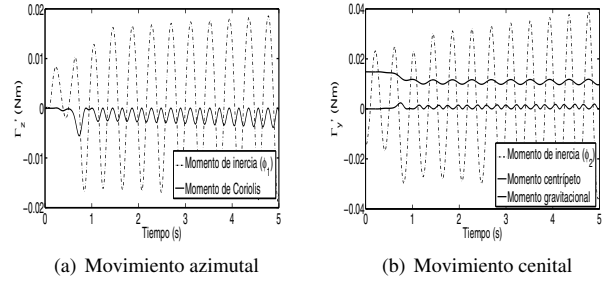 0.02
0.01
0
-0.01
-0.02
0 1 2 3 4 5
Tiempo (s)
Γz (Nm)
Momento de inercia (ϕ1)
Momento de Coriolis
(a) Movimiento azimutal
0.04
0.02
0
-0.02
-0.04
0 1 2 3 4 5
Tiempo (s)
Γy' (Nm)
Momento de inercia (ϕ2)
Momento centrípeto
Momento gravitacional
(b) Movimiento cenital